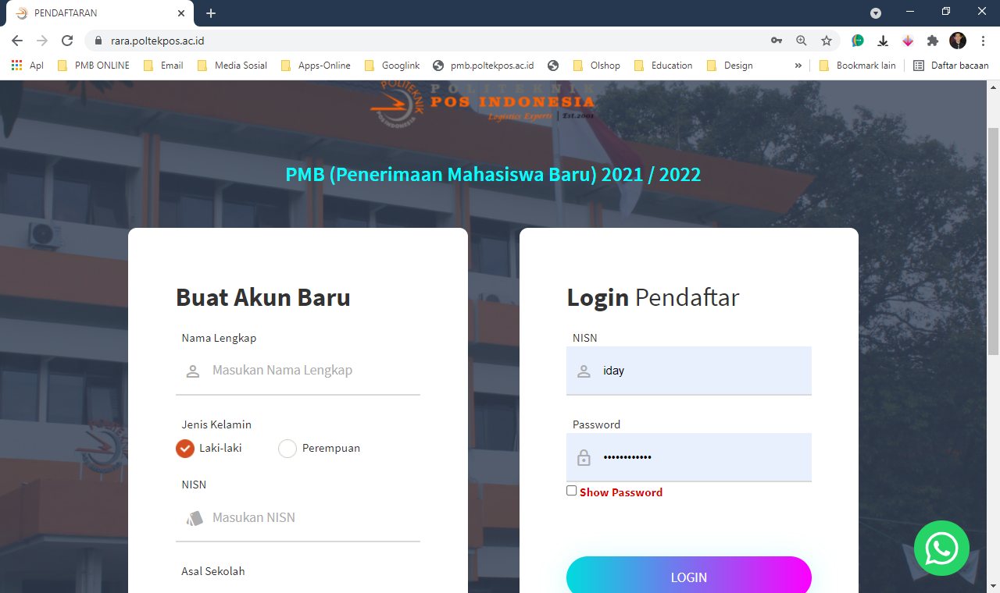 PENDAFTARAN
rara.poltekpos.ac.id
Apl PMB ONLINE Email Media Sosial Apps-Online Googlink pmb.poltekpos.ac.id Olshop Education Design » Bookmark lain Daftar bacaan
POLITEKNIK
POS INDONESIA
Logistics Experts | Est.2001
POLITEKNIK
POS INDONESIA
PMB (Penerimaan Mahasiswa Baru) 2021 / 2022
Buat Akun Baru
Nama Lengkap
Masukan Nama Lengkap
Jenis Kelamin
Laki-laki Perempuan
NISN
Masukan NISN
Asal Sekolah
Login Pendaftar
NISN
iday
Password
••••••••••••
Show Password
LOGIN